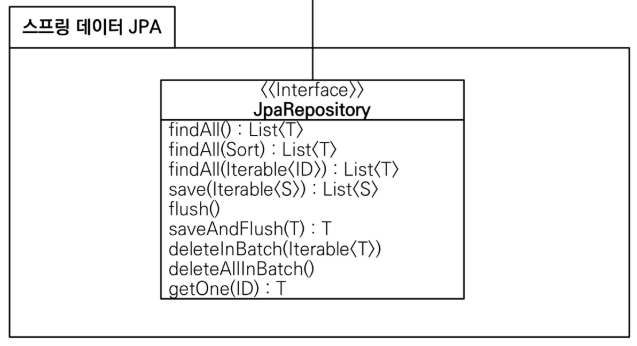 스프링 데이터 JPA
《Interface》
JpaRepository
findAll() : List〈T〉
findAll(Sort) : List〈T〉
findAll(Iterable〈ID〉) : List〈T〉
save(Iterable〈S〉) : List〈S〉
flush()
saveAndFlush(T) : T
deleteInBatch(Iterable〈T〉)
deleteAllInBatch()
getOne(ID) : T